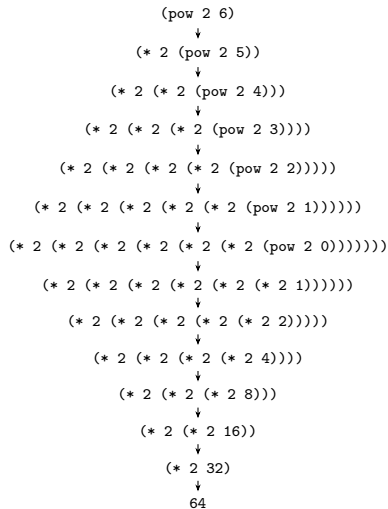 (pow 2 6)
(* 2 (pow 2 5))
(* 2 (* 2 (pow 2 4)))
(* 2 (* 2 (* 2 (pow 2 3))))
(* 2 (* 2 (* 2 (* 2 (pow 2 2)))))
(* 2 (* 2 (* 2 (* 2 (* 2 (pow 2 1))))))
(* 2 (* 2 (* 2 (* 2 (* 2 (* 2 (pow 2 0)))))))
(* 2 (* 2 (* 2 (* 2 (* 2 (* 2 1))))))
(* 2 (* 2 (* 2 (* 2 (* 2 2)))))
(* 2 (* 2 (* 2 (* 2 4))))
(* 2 (* 2 (* 2 8)))
(* 2 (* 2 16))
(* 2 32)
64